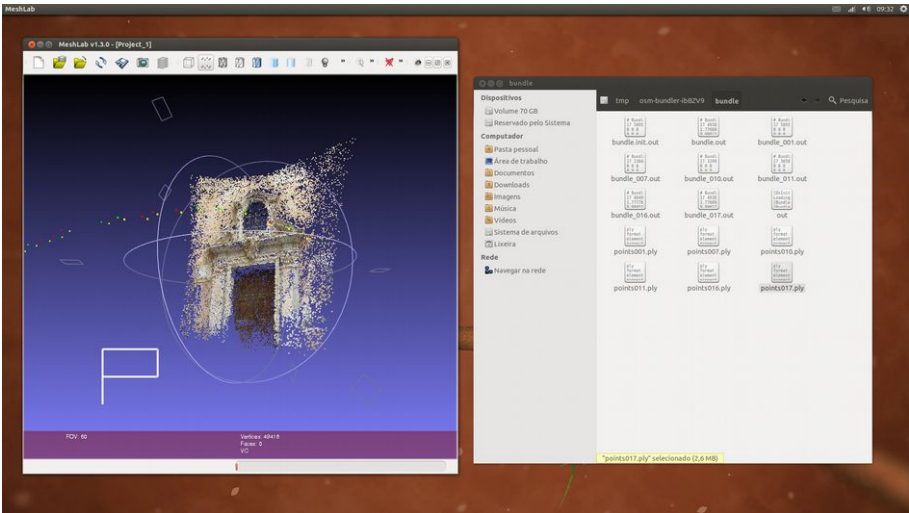 MeshLab
09:32
MeshLab v1.3.0 - [Project_1]
FOV: 60
Vertices: 49416
Faces: 0
VC
bundle
Dispositivos
Volume 70 GB
Reservado pelo Sistema
Computador
Pasta pessoal
Área de trabalho
Documentos
Downloads
Imagens
Música
Vídeos
Sistema de arquivos
Lixeira
Rede
Navegar na rede
tmp osm-bundler-ib8ZV9 bundle Pesquisa
bundle.init.out bundle.out bundle_001.out
bundle_007.out bundle_010.out bundle_011.out
bundle_016.out bundle_017.out out
points001.ply points007.ply points010.ply
points011.ply points016.ply points017.ply
"points017.ply" selecionado (2,6 MB)